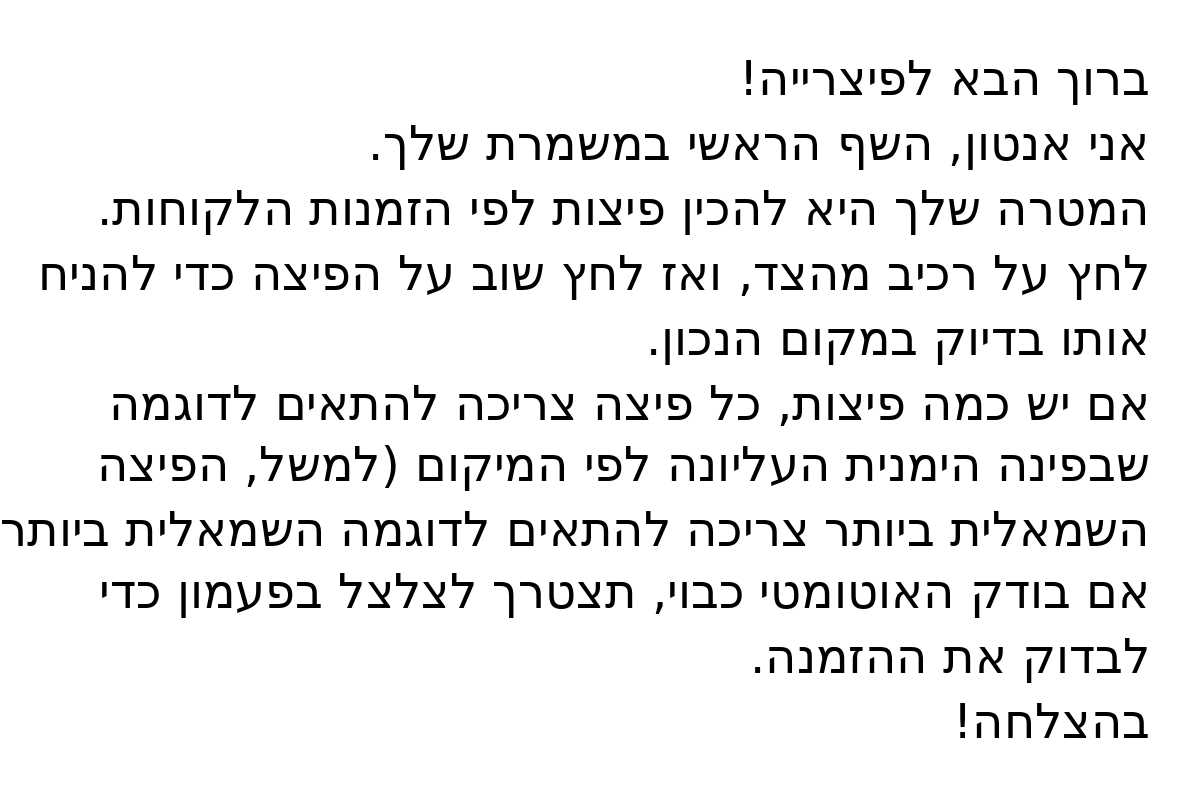 ברוך הבא לפיצרייה!
אני אנטון, השף הראשי במשמרת שלך.
המטרה שלך היא להכין פיצות לפי הזמנות הלקוחות.
לחץ על רכיב מהצד, ואז לחץ שוב על הפיצה כדי להניח
אותו בדיוק במקום הנכון.
אם יש כמה פיצות, כל פיצה צריכה להתאים לדוגמה
שבפינה הימנית העליונה לפי המיקום (למשל, הפיצה
השמאלית ביותר צריכה להתאים לדוגמה השמאלית ביותר
אם בודק האוטומטי כבוי, תצטרך לצלצל בפעמון כדי
לבדוק את ההזמנה.
בהצלחה!